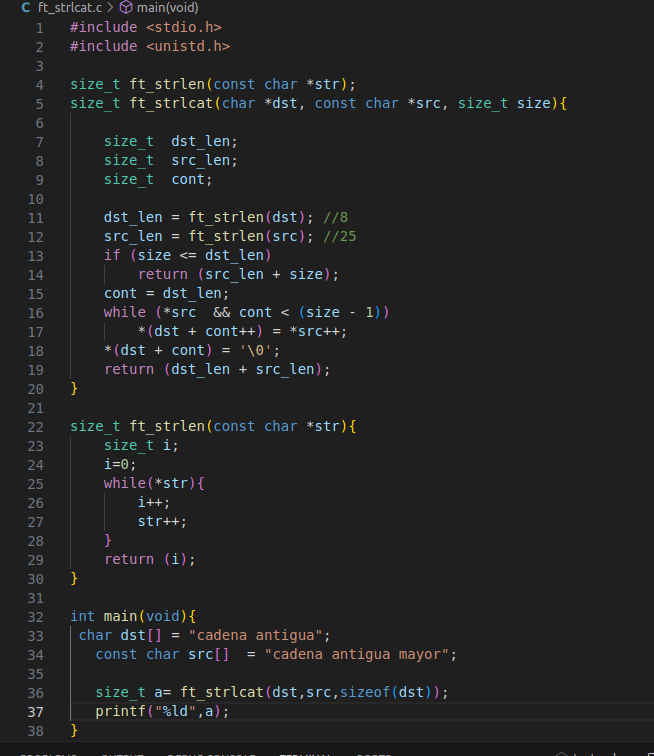 C ft_strlcat.c > main(void)
1 #include <stdio.h>
2 #include <unistd.h>
3
4 size_t ft_strlen(const char *str);
5 size_t ft_strlcat(char *dst, const char *src, size_t size){
6
7     size_t  dst_len;
8     size_t  src_len;
9     size_t  cont;
10
11     dst_len = ft_strlen(dst); //8
12     src_len = ft_strlen(src); //25
13     if (size <= dst_len)
14         return (src_len + size);
15     cont = dst_len;
16     while (*src  && cont < (size - 1))
17         *(dst + cont++) = *src++;
18     *(dst + cont) = '\0';
19     return (dst_len + src_len);
20 }
21
22 size_t ft_strlen(const char *str){
23     size_t i;
24     i=0;
25     while(*str){
26         i++;
27         str++;
28     }
29     return (i);
30 }
31
32 int main(void){
33  char dst[] = "cadena antigua";
34    const char src[]  = "cadena antigua mayor";
35
36    size_t a= ft_strlcat(dst,src,sizeof(dst));
37    printf("%ld",a);
38 }